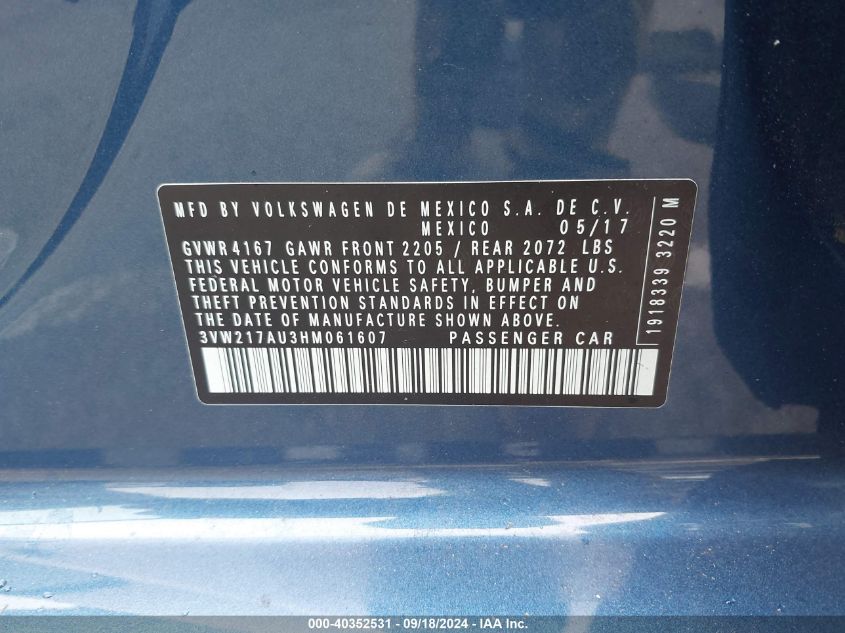 MFD BY VOLKSWAGEN DE MEXICO S.A. DE C.V.
MEXICO 05/17
GVWR 4167 GAWR FRONT 2205 / REAR 2072 LBS
THIS VEHICLE CONFORMS TO ALL APPLICABLE U.S.
FEDERAL MOTOR VEHICLE SAFETY, BUMPER AND
THEFT PREVENTION STANDARDS IN EFFECT ON
THE DATE OF MANUFACTURE SHOWN ABOVE.
3VW217AU3HM061607 PASSENGER CAR
1918339 3220 M
000-40352531 - 09/18/2024 - IAA Inc.